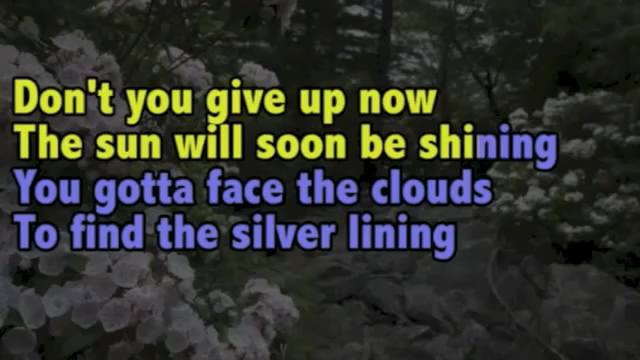 Don't you give up now
The sun will soon be shining
You gotta face the clouds
To find the silver lining